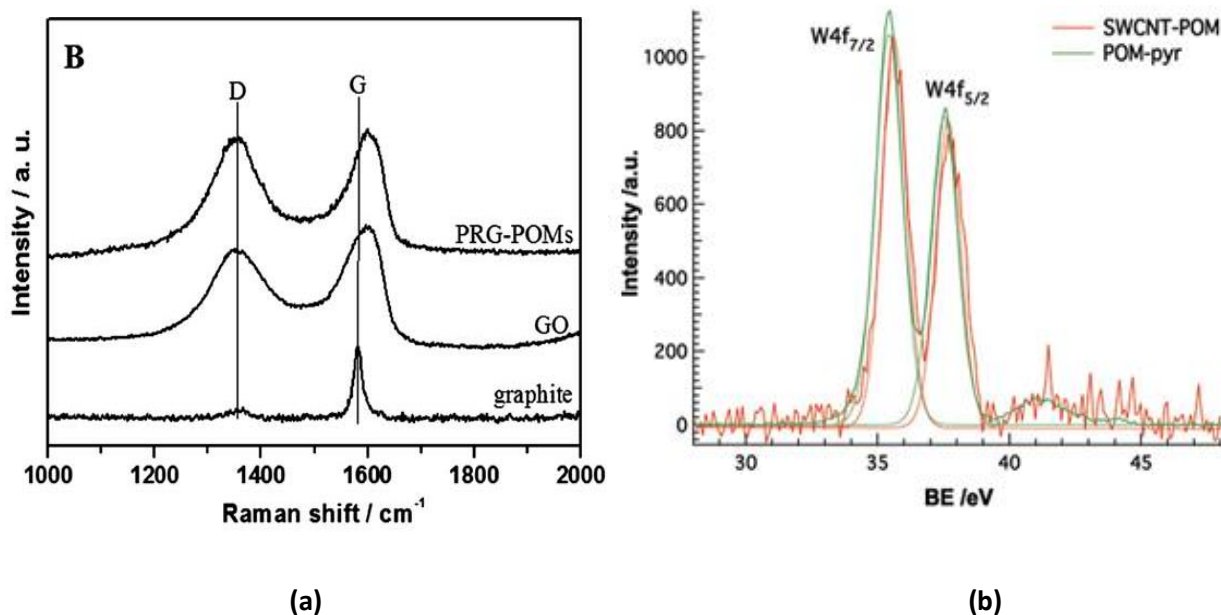 B
D
G
PRG-POMs
GO
graphite
Intensity / a. u.
1000 1200 1400 1600 1800 2000
Raman shift / cm⁻¹
(a)
SWCNT-POM
POM-pyr
W4f₇/₂
W4f₅/₂
1000
800
600
400
200
0
Intensity /a.u.
30 35 40 45
BE /eV
(b)